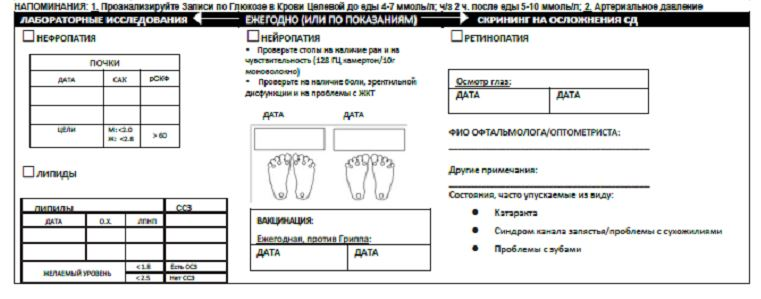 НАПОМИНАНИЯ: 1. Проанализируйте Записи по Глюкозе в Крови Целевой до еды 4-7 ммоль/л; ч/з 2 ч. после еды 5-10 ммоль/л; 2. Артериальное давление
ЛАБОРАТОРНЫЕ ИССЛЕДОВАНИЯ ЕЖЕГОДНО (ИЛИ ПО ПОКАЗАНИЯМ) СКРИНИНГ НА ОСЛОЖНЕНИЯ СД
НЕФРОПАТИЯ
ПОЧКИ
ДАТА САК рСКФ
ЦЕЛИ М: <2.0 > 60
Ж: <2.8
ЛИПИДЫ
ЛИПИДЫ ССЗ
ДАТА О.Х. ЛПНП
ЖЕЛАЕМЫЙ УРОВЕНЬ <1.8 Есть ОСЗ
<2.5 Нет ССЗ
НЕЙРОПАТИЯ
• Проверьте стопы на наличие ран и на
чувствительность (128 ГЦ камертон/10г
моноволокно)
• Проверьте на наличие боли, эректильной
дисфункции и на проблемы с ЖКТ
ДАТА ДАТА
ВАКЦИНАЦИЯ:
Ежегодная, против Гриппа:
ДАТА ДАТА
РЕТИНОПАТИЯ
Осмотр глаз:
ДАТА ДАТА
ФИО ОФТАЛЬМОЛОГА/ОПТОМЕТРИСТА:
Другие примечания:
Состояния, часто упускаемые из виду:
• Катаракта
• Синдром канала запястья/проблемы с сухожилиями
• Проблемы с зубами